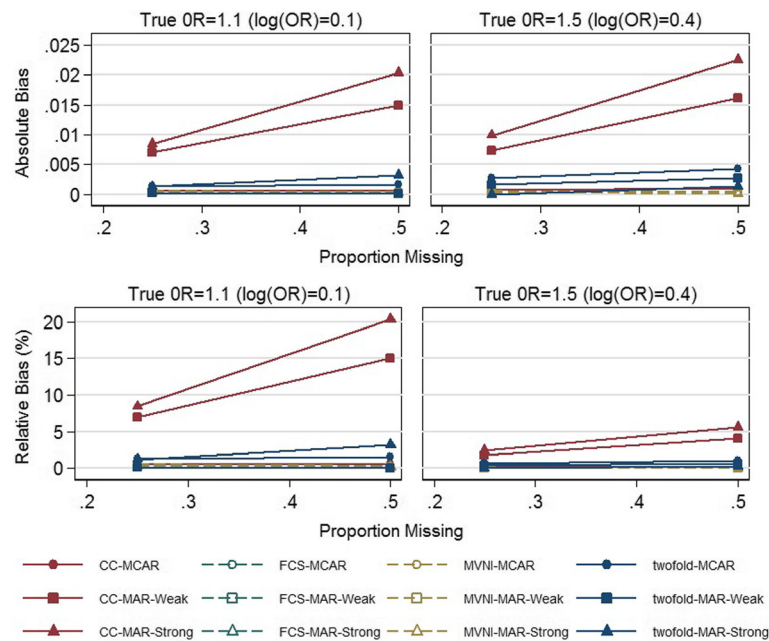 True 0R=1.1 (log(OR)=0.1) True 0R=1.5 (log(OR)=0.4)
Absolute Bias
.025
.02
.015
.01
.005
0
.2 .3 .4 .5 .2 .3 .4 .5
Proportion Missing
True 0R=1.1 (log(OR)=0.1) True 0R=1.5 (log(OR)=0.4)
Relative Bias (%)
20
15
10
5
0
.2 .3 .4 .5 .2 .3 .4 .5
Proportion Missing
CC-MCAR FCS-MCAR MVNI-MCAR twofold-MCAR
CC-MAR-Weak FCS-MAR-Weak MVNI-MAR-Weak twofold-MAR-Weak
CC-MAR-Strong FCS-MAR-Strong MVNI-MAR-Strong twofold-MAR-Strong